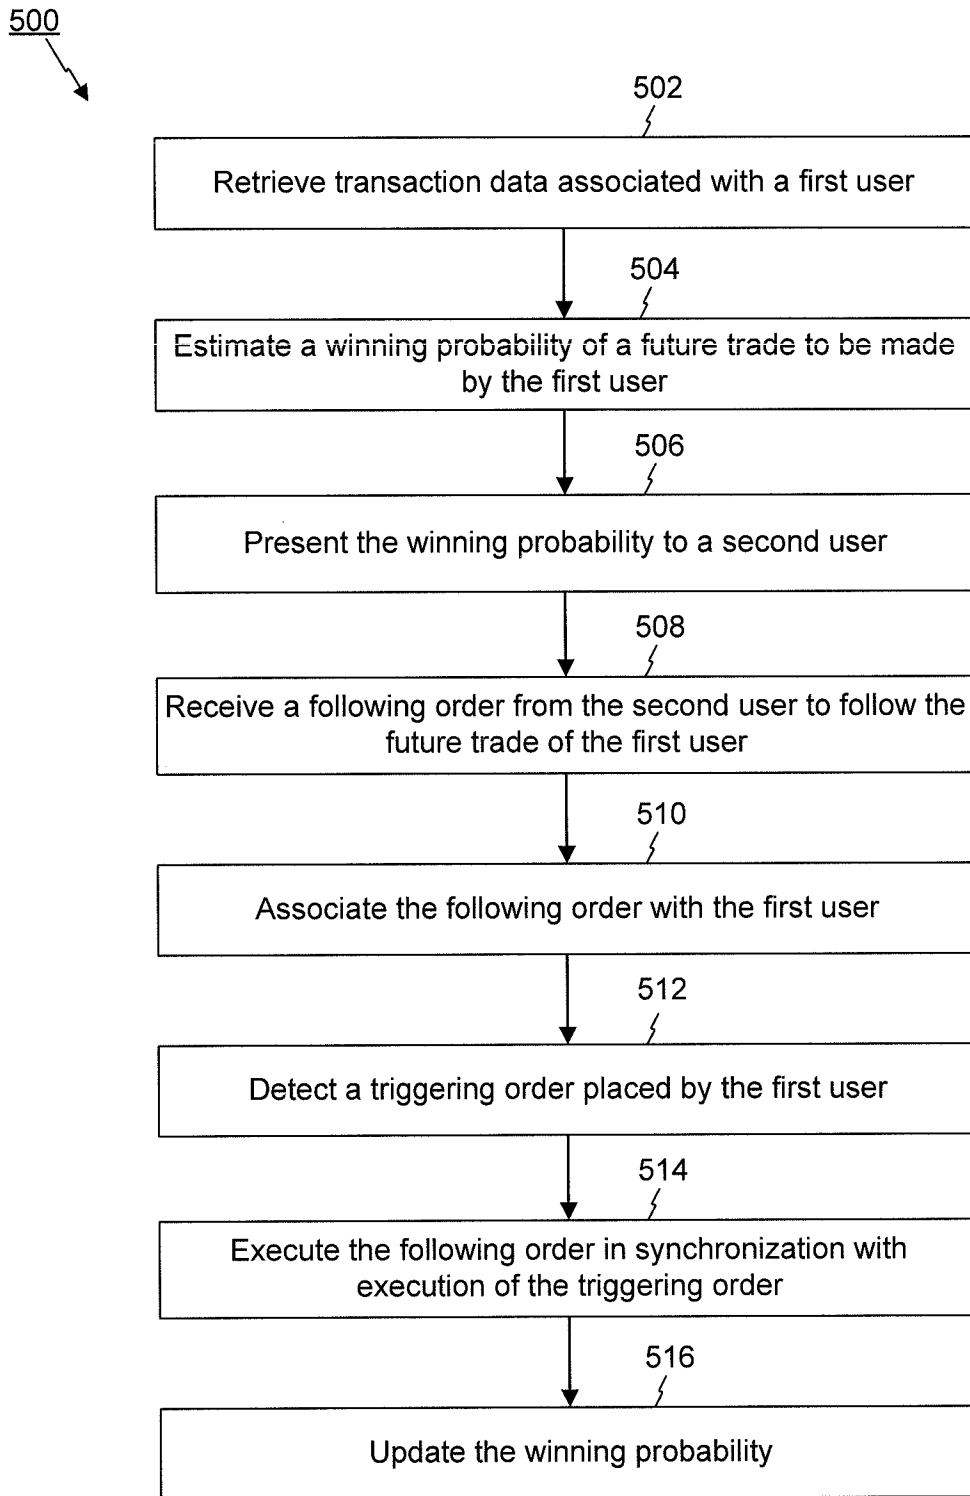 500
502
Retrieve transaction data associated with a first user
504
Estimate a winning probability of a future trade to be made
by the first user
506
Present the winning probability to a second user
508
Receive a following order from the second user to follow the
future trade of the first user
510
Associate the following order with the first user
512
Detect a triggering order placed by the first user
514
Execute the following order in synchronization with
execution of the triggering order
516
Update the winning probability